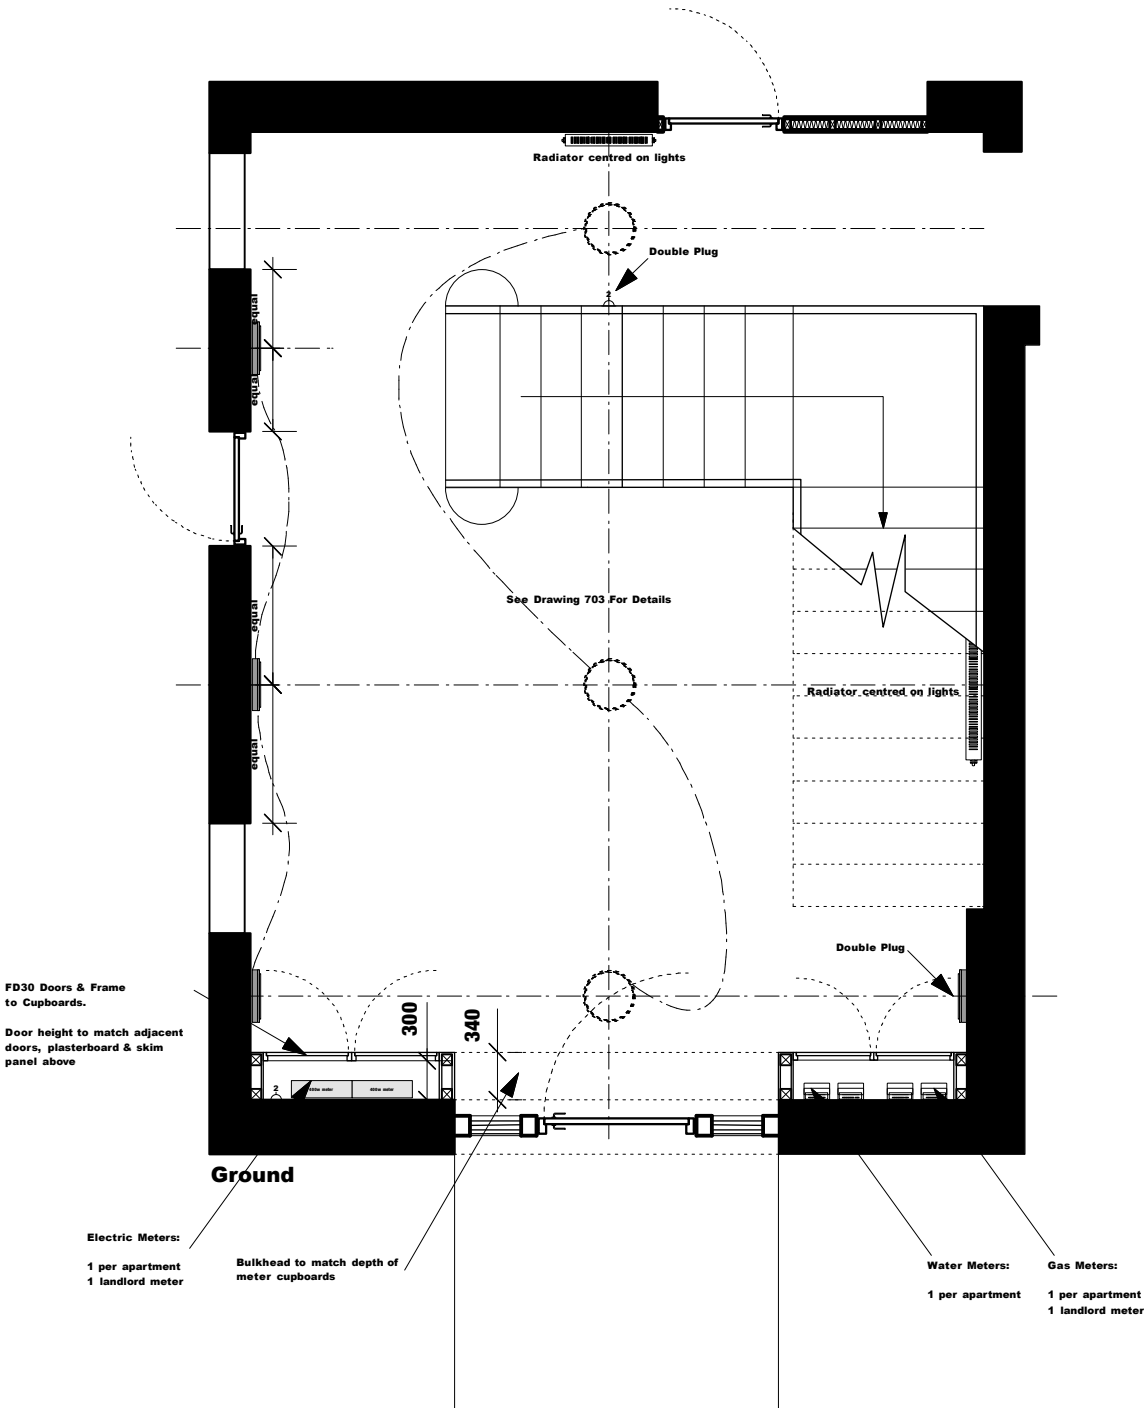 Radiator centred on lights
Double Plug
2
equal
equal
See Drawing 703 For Details
equal
Radiator centred on lights
equal
Double Plug
FD30 Doors & Frame
to Cupboards.
Door height to match adjacent
doors, plasterboard & skim
panel above
300
340
2
400w meter
Ground
Electric Meters:
1 per apartment
1 landlord meter
Bulkhead to match depth of
meter cupboards
Water Meters:
1 per apartment
Gas Meters:
1 per apartment
1 landlord meter